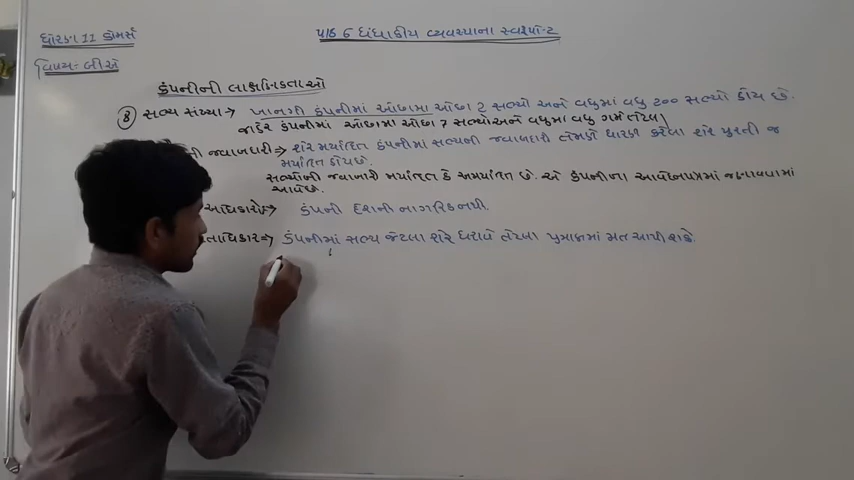 ધોરણ 11 કોમર્સ
પાઠ 6 ધંધાકીય વ્યવસ્થાના સ્વરૂપો-2
વિષય- બીએ
કંપનીની લાક્ષણિકતાઓ
8 સભ્ય સંખ્યા → ખાનગી કંપનીમાં ઓછામા ઓછા 2 સભ્યો અને વધુમાં વધુ 200 સભ્યો હોય છે.
જાહેર કંપનીમાં ઓછામા ઓછા 7 સભ્યોઅને વધુમાં વધુ ગમે તેટલા
ની જવાબદારી → શેર મર્યાદિત કંપનીમાં સભ્યની જવાબદારી તેમણે ધારણ કરેલા શેર પુરતી જ
મર્યાદિત હોય છે.
સભ્યોની જવાબારી મર્યાદિત કે અમર્યાદિત છે. એ કંપનીના આવેદનપત્રમાં જણાવવામાં
આવે છે.
અધિકારો → કંપની દેશની નાગરિક નથી.
મતાધિકાર → કંપનીમાં સભ્ય જેટલા શેર ધરાવે તેટલા પ્રમાણમાં મત આપી શકે.